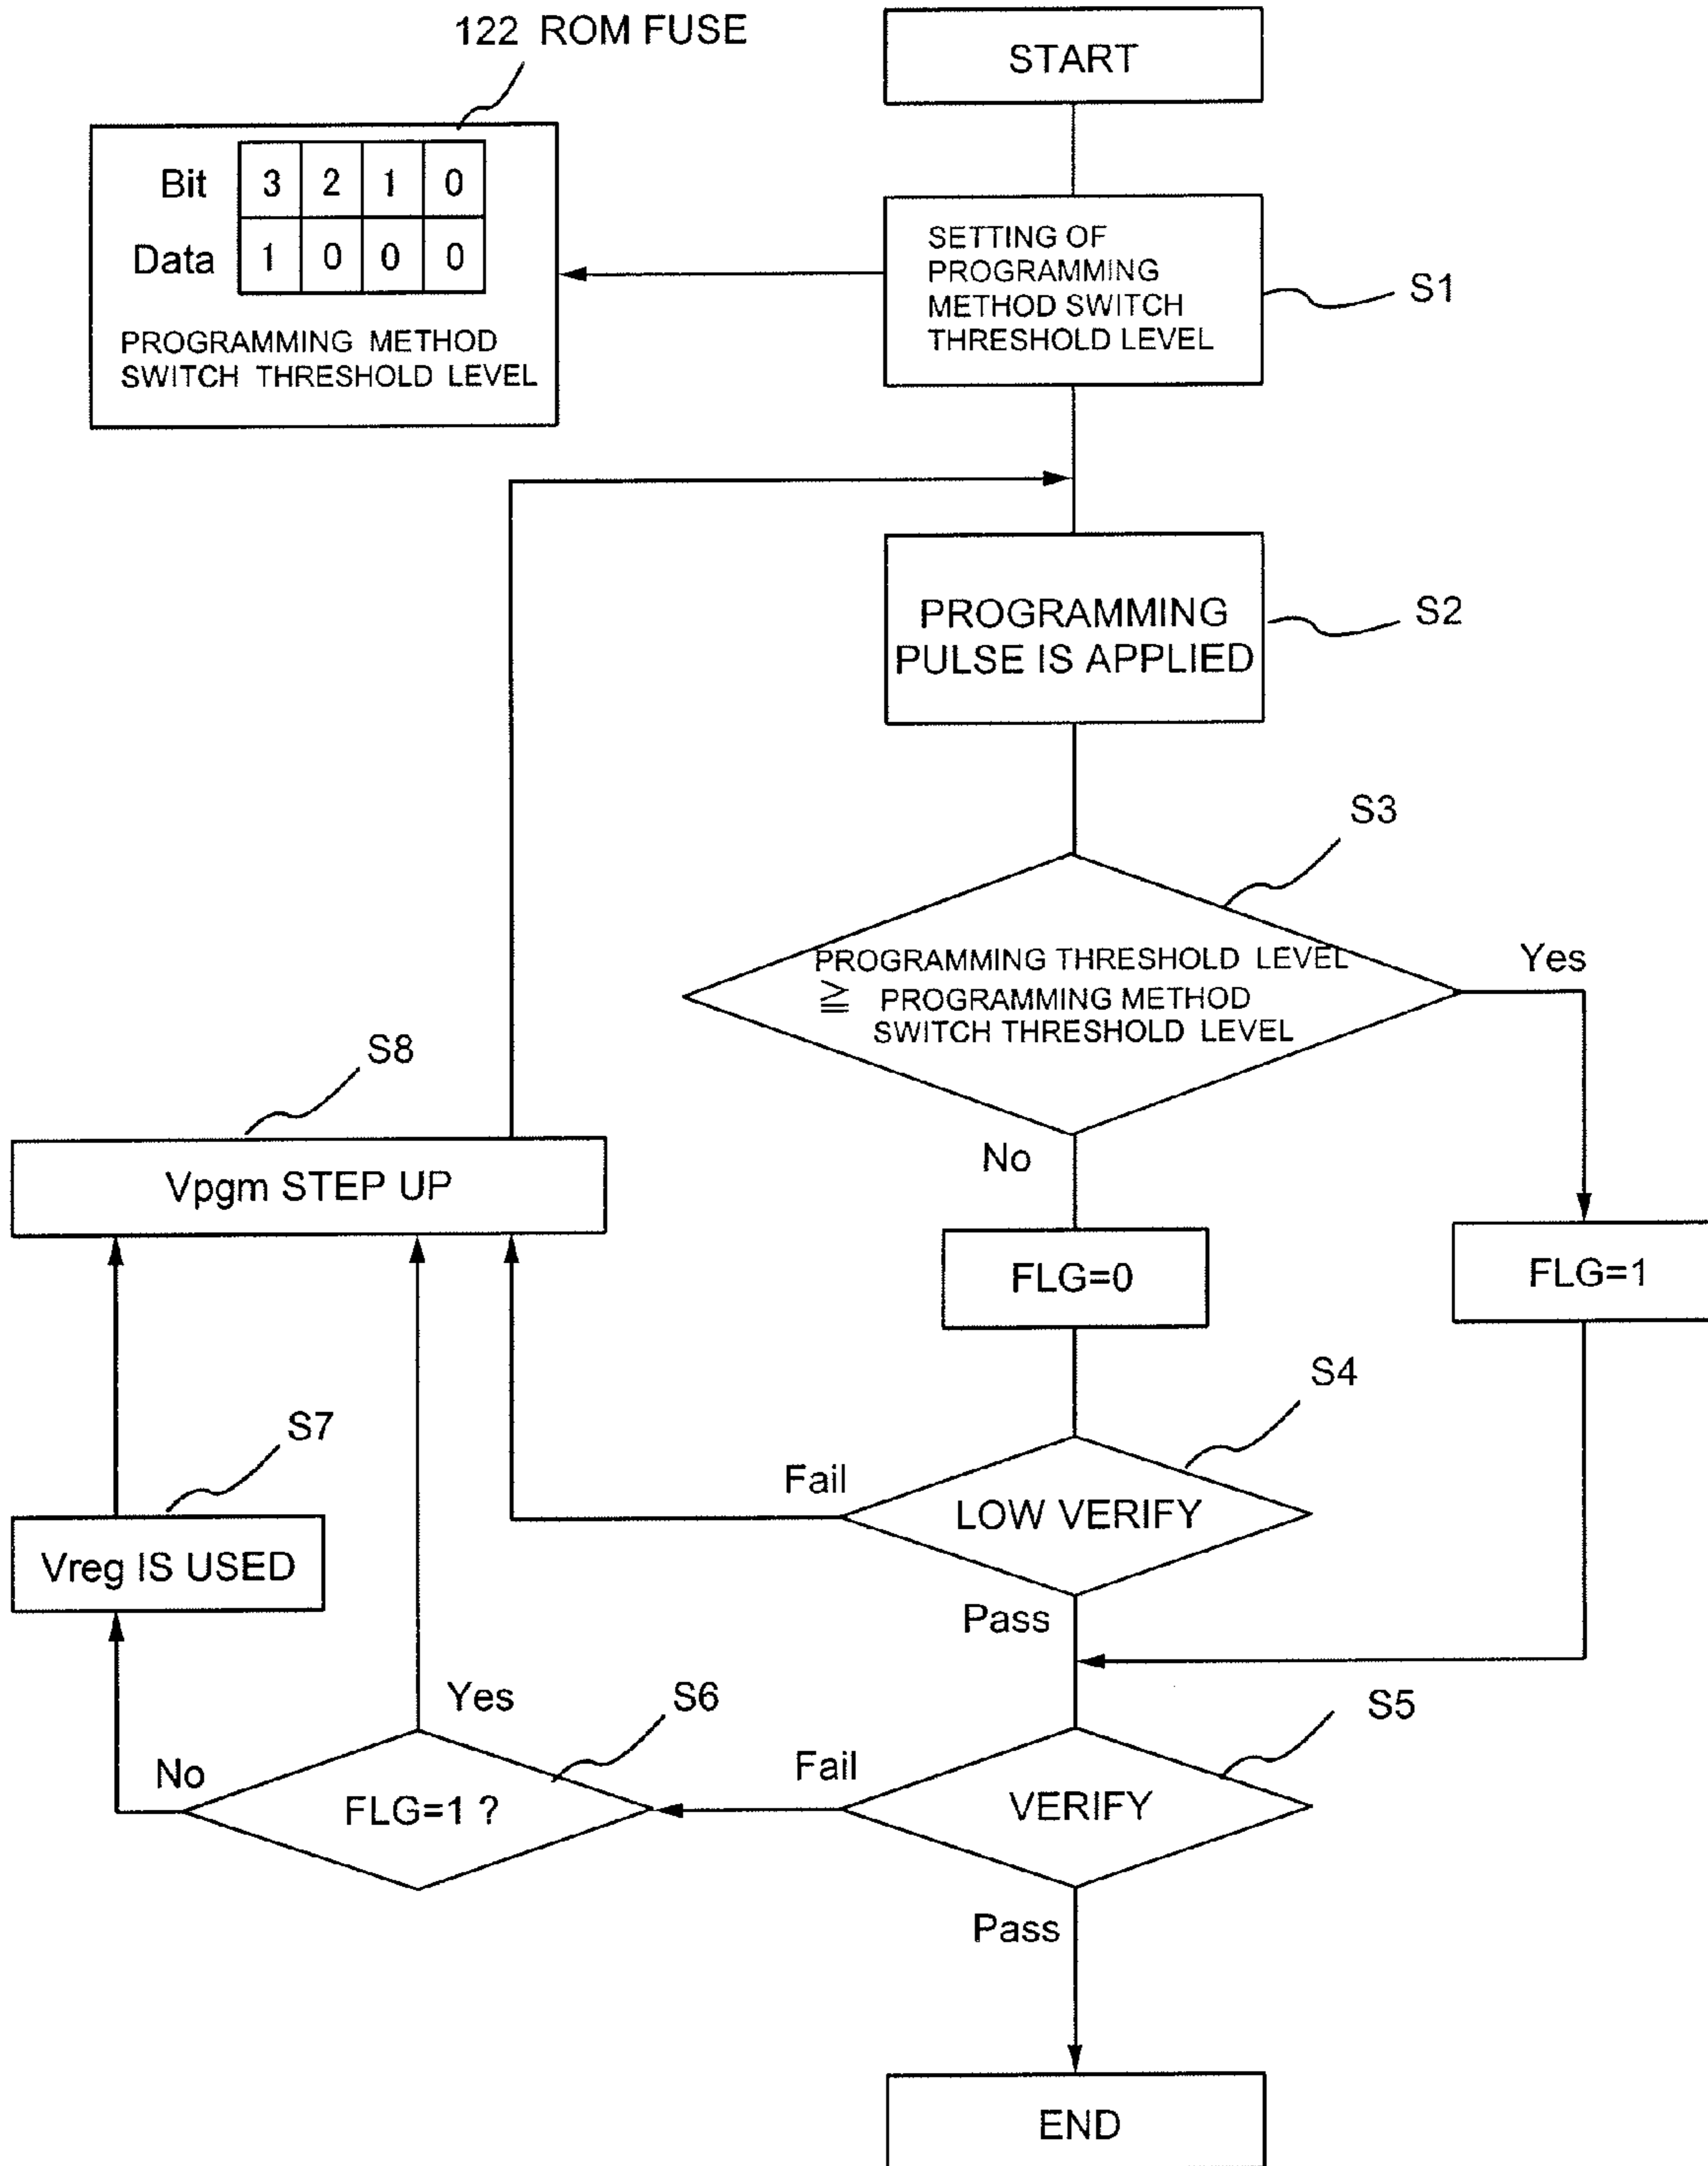 122 ROM FUSE
START
Bit 3 2 1 0
Data 1 0 0 0
PROGRAMMING METHOD
SWITCH THRESHOLD LEVEL
SETTING OF
PROGRAMMING
METHOD SWITCH
THRESHOLD LEVEL
S1
PROGRAMMING
PULSE IS APPLIED
S2
S3
PROGRAMMING THRESHOLD LEVEL
≧ PROGRAMMING METHOD
SWITCH THRESHOLD LEVEL
Yes
No
S8
Vpgm STEP UP
FLG=0
FLG=1
S4
Fail
LOW VERIFY
Pass
S7
Vreg IS USED
Yes
S6
No
FLG=1 ?
Fail
S5
VERIFY
Pass
END